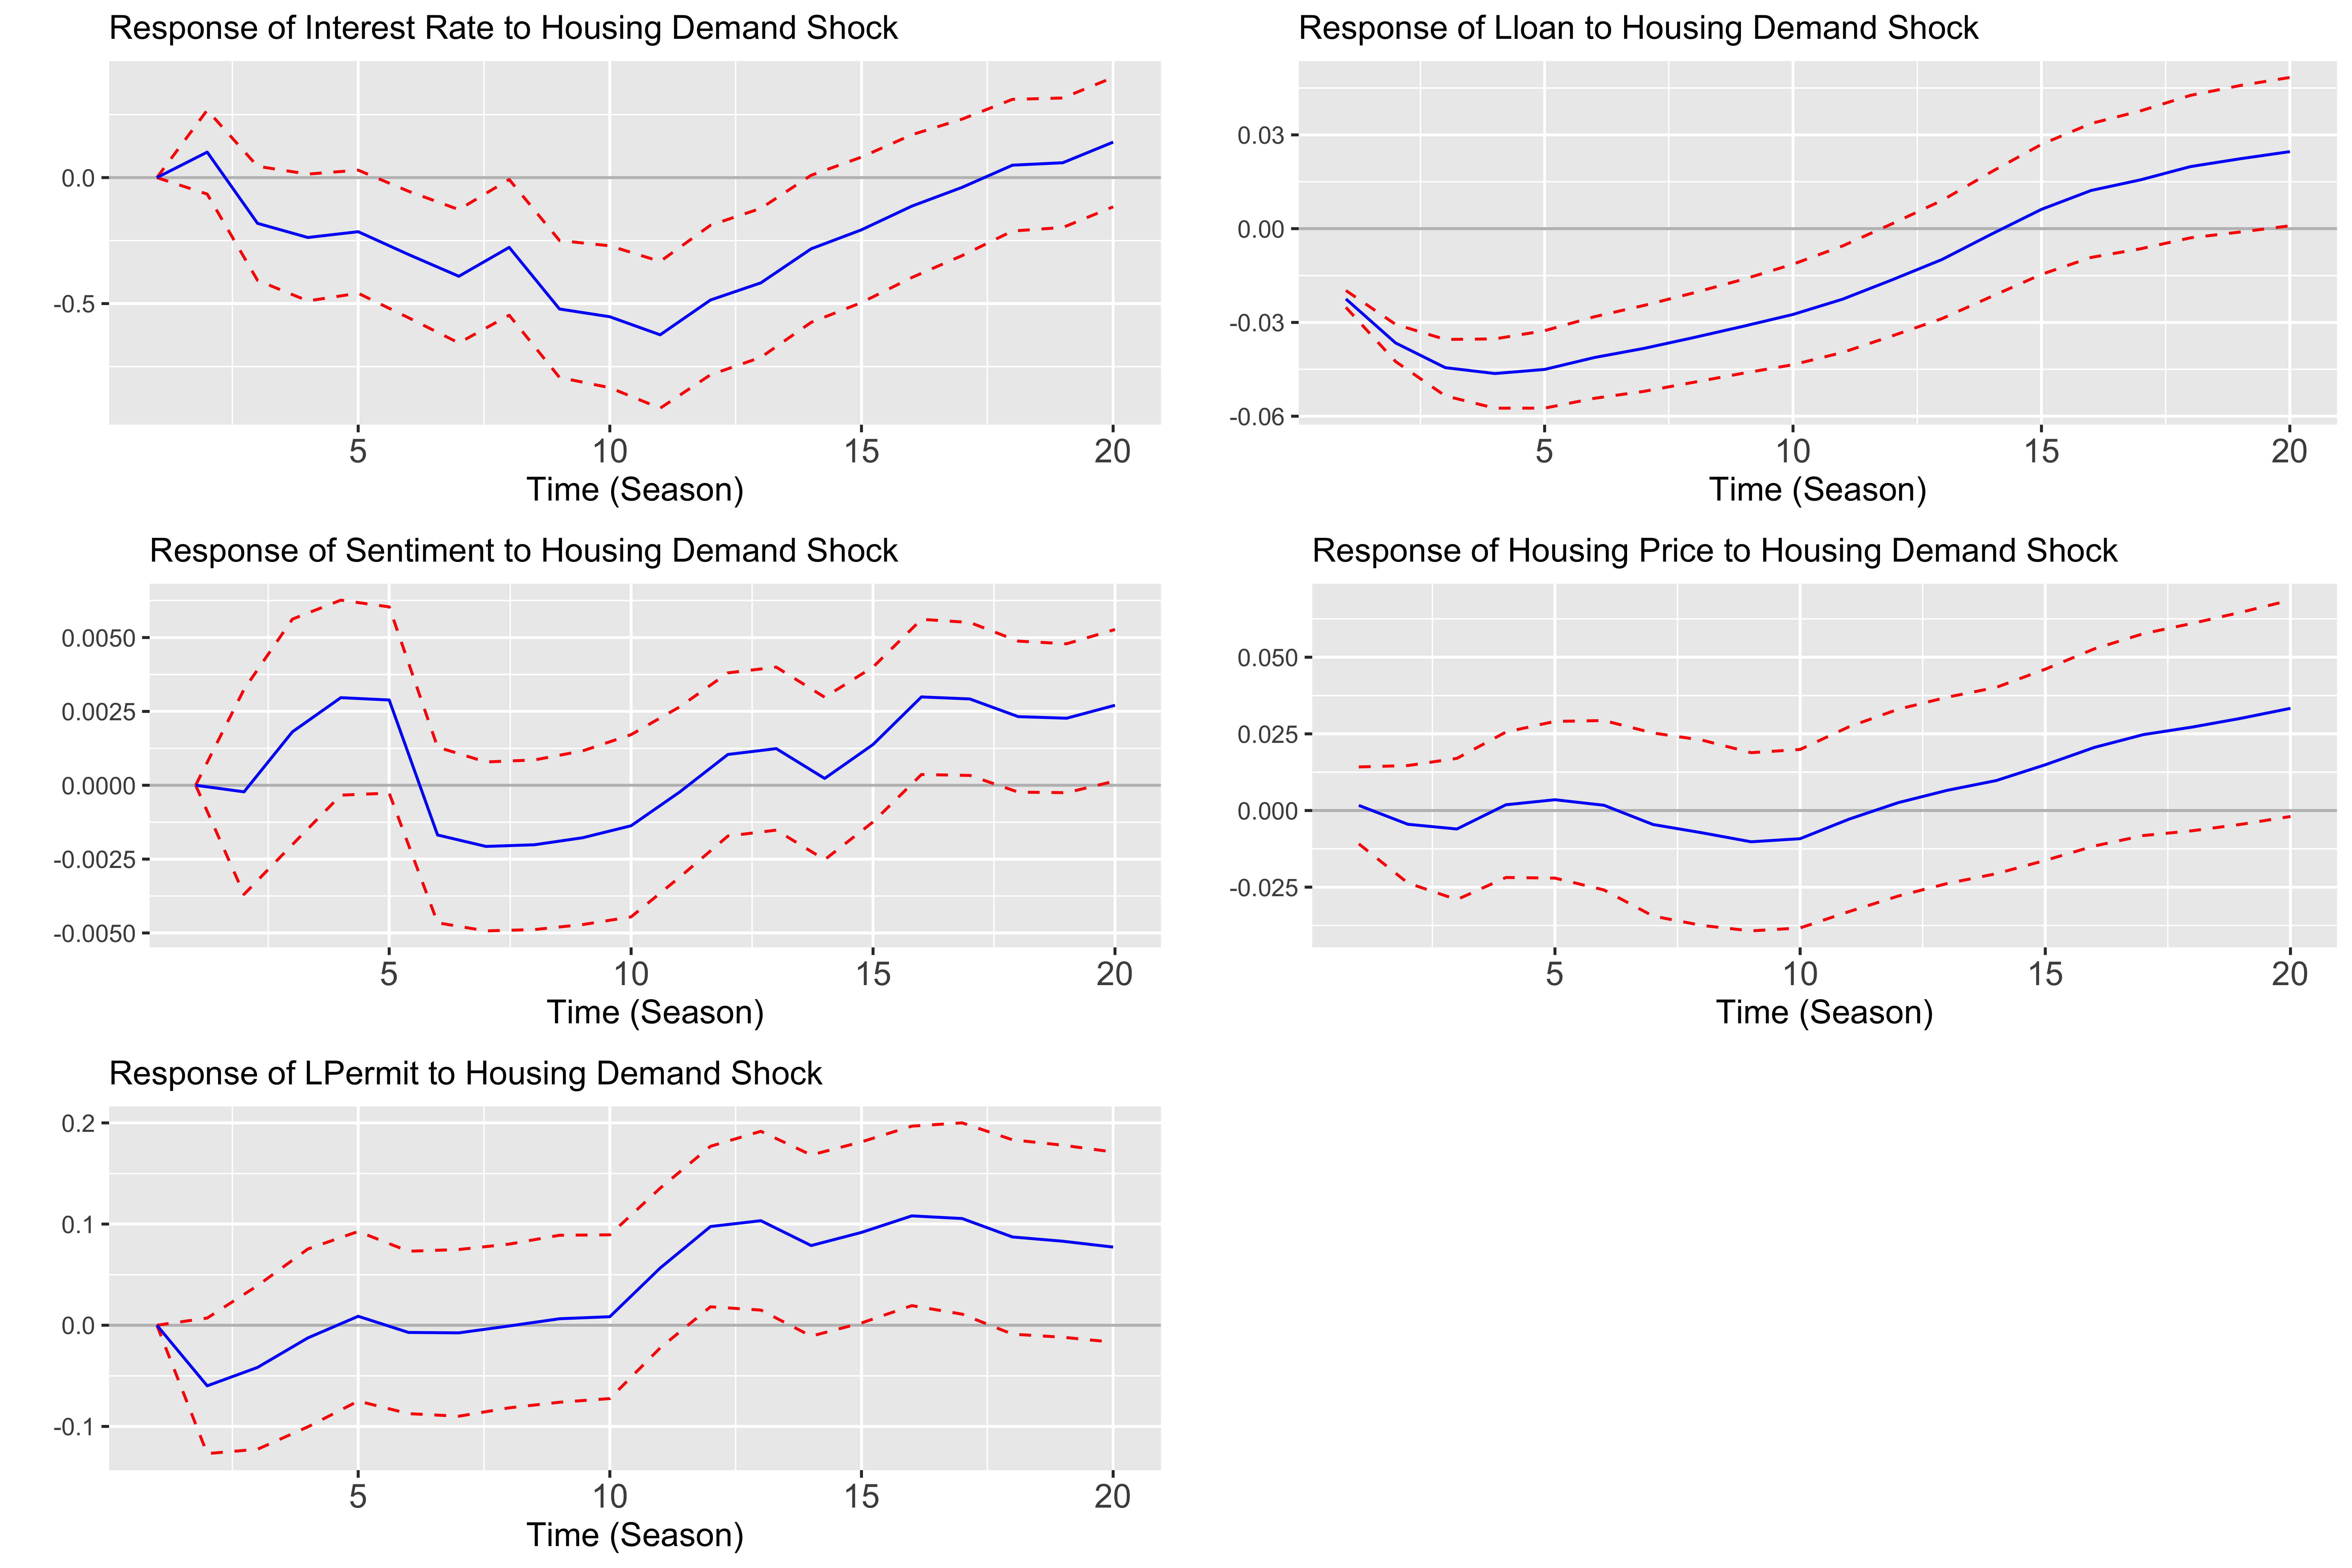 Response of Interest Rate to Housing Demand Shock
0.0
-0.5
5 10 15 20
Time (Season)
Response of Lloan to Housing Demand Shock
0.03
0.00
-0.03
-0.06
5 10 15 20
Time (Season)
Response of Sentiment to Housing Demand Shock
0.0050
0.0025
0.0000
-0.0025
-0.0050
5 10 15 20
Time (Season)
Response of Housing Price to Housing Demand Shock
0.050
0.025
0.000
-0.025
5 10 15 20
Time (Season)
Response of LPermit to Housing Demand Shock
0.2
0.1
0.0
-0.1
5 10 15 20
Time (Season)